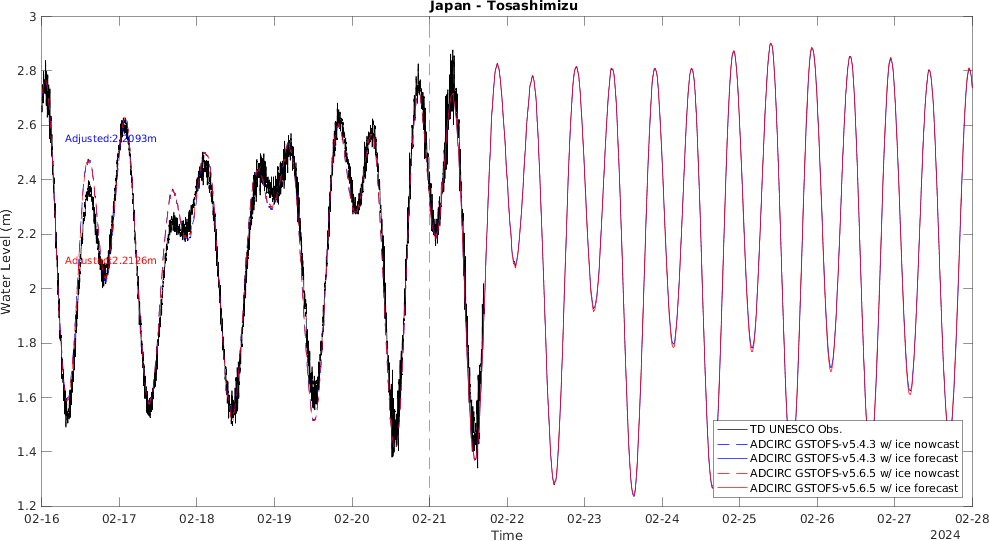 Japan - Tosashimizu
3
2.8
2.6
2.4
2.2
2
1.8
1.6
1.4
1.2
Water Level (m)
Adjusted:2.2093m
Adjusted:2.2126m
TD UNESCO Obs.
ADCIRC GSTOFS-v5.4.3 w/ ice nowcast
ADCIRC GSTOFS-v5.4.3 w/ ice forecast
ADCIRC GSTOFS-v5.6.5 w/ ice nowcast
ADCIRC GSTOFS-v5.6.5 w/ ice forecast
02-16 02-17 02-18 02-19 02-20 02-21 02-22 02-23 02-24 02-25 02-26 02-27 02-28
Time 2024